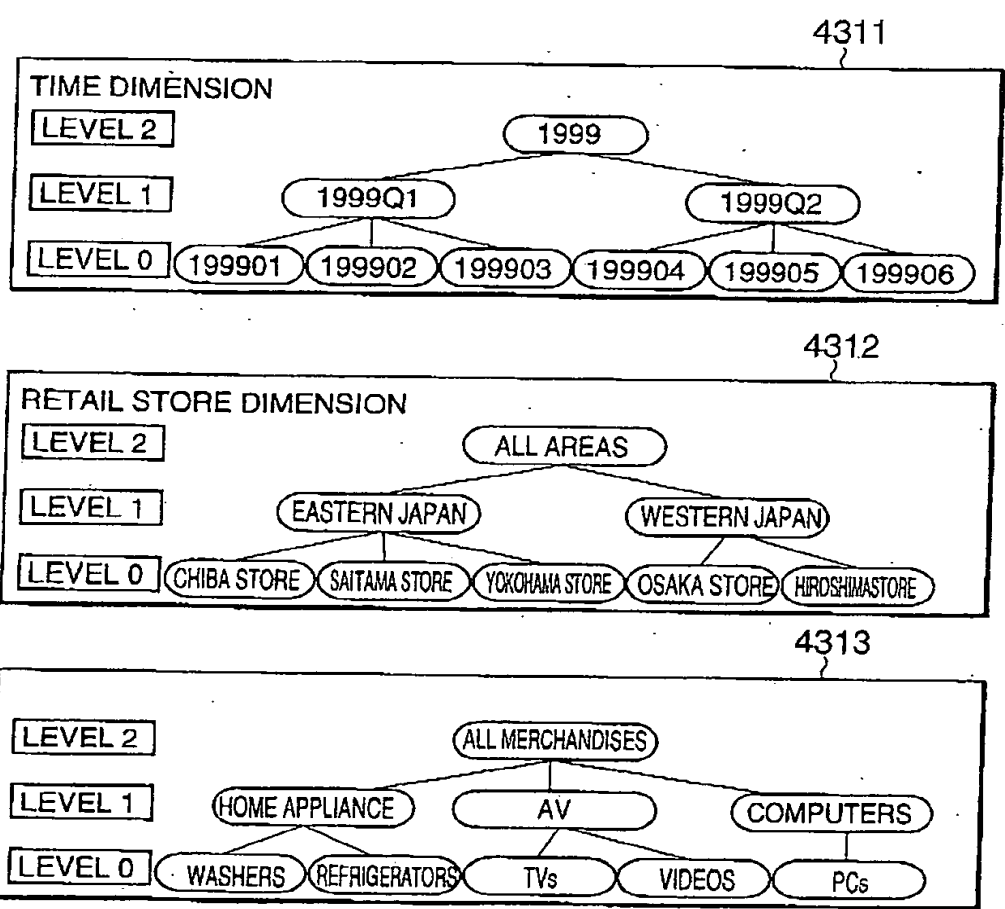 4311
TIME DIMENSION
LEVEL 2
1999
LEVEL 1
1999Q1
1999Q2
LEVEL 0
199901
199902
199903
199904
199905
199906
4312
RETAIL STORE DIMENSION
LEVEL 2
ALL AREAS
LEVEL 1
EASTERN JAPAN
WESTERN JAPAN
LEVEL 0
CHIBA STORE
SAITAMA STORE
YOKOHAMA STORE
OSAKA STORE
HIROSHIMASTORE
4313
LEVEL 2
ALL MERCHANDISES
LEVEL 1
HOME APPLIANCE
AV
COMPUTERS
LEVEL 0
WASHERS
REFRIGERATORS
TVs
VIDEOS
PCs